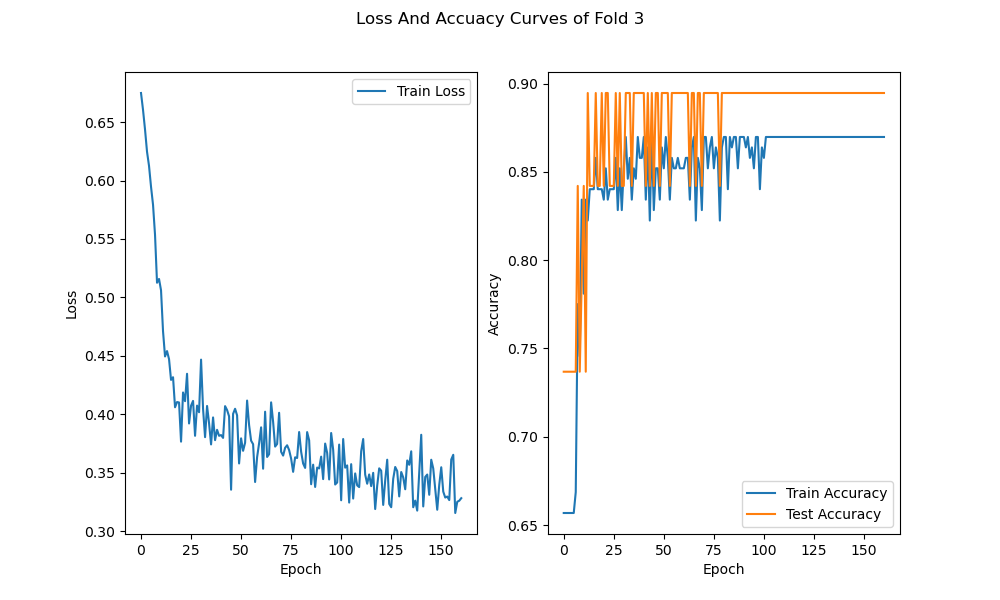 Loss And Accuacy Curves of Fold 3
Train Loss
0.65
0.60
0.55
0.50
0.45
0.40
0.35
0.30
Loss
0 25 50 75 100 125 150
Epoch
0.90
0.85
0.80
0.75
0.70
0.65
Accuracy
Train Accuracy
Test Accuracy
0 25 50 75 100 125 150
Epoch